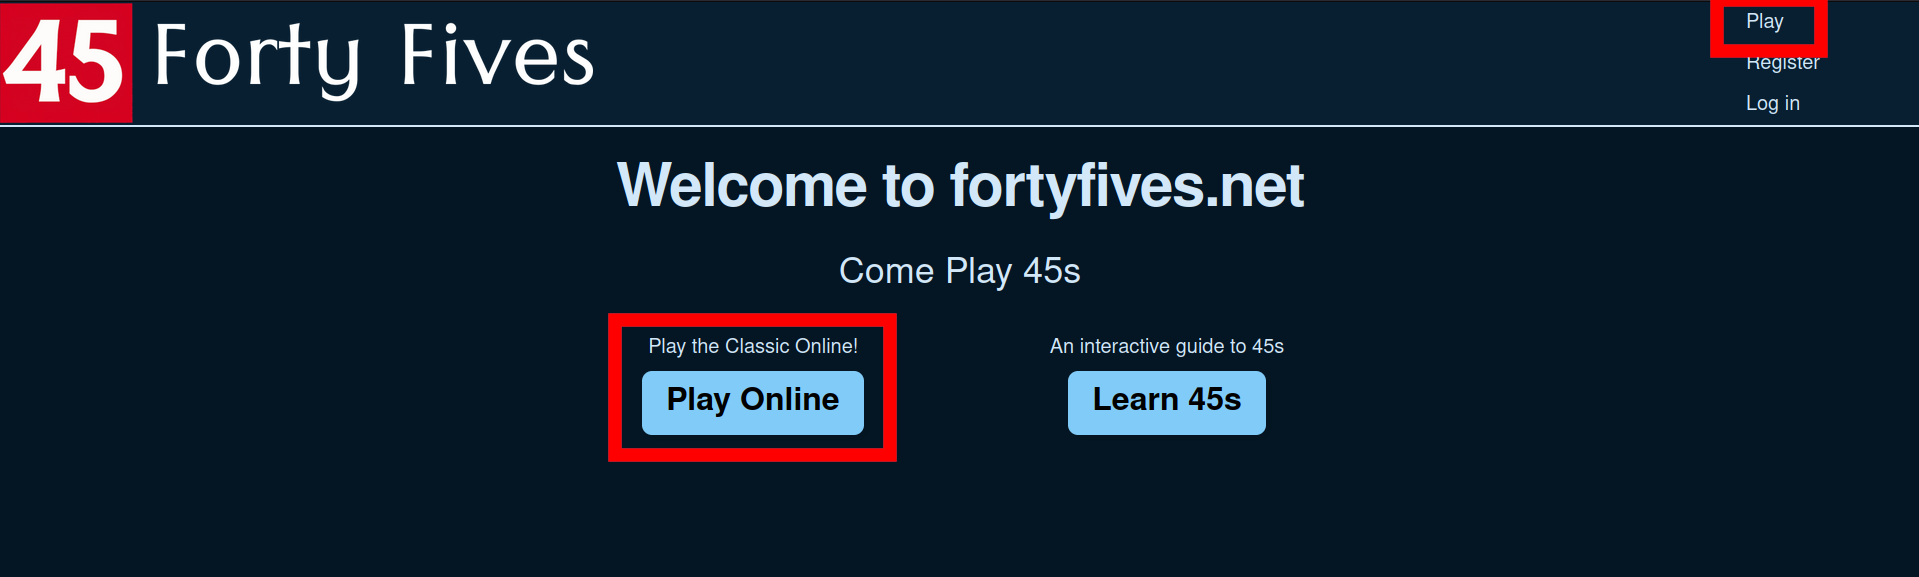 45 Forty Fives
Play
Register
Log in
Welcome to fortyfives.net
Come Play 45s
Play the Classic Online!
Play Online
An interactive guide to 45s
Learn 45s